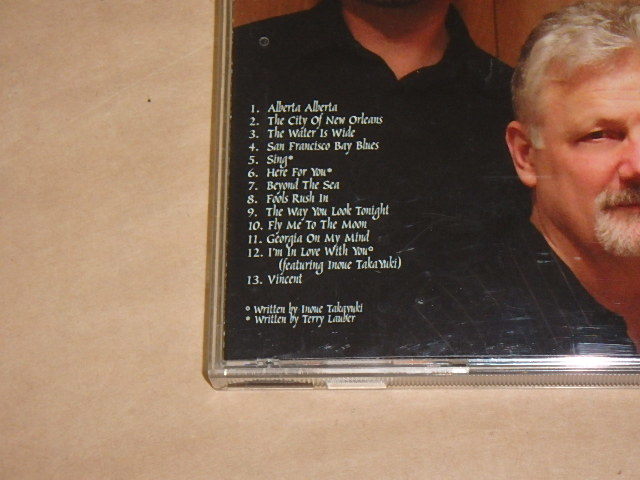 1. Alberta Alberta
2. The City Of New Orleans
3. The Water Is Wide
4. San Francisco Bay Blues
5. Sing*
6. Here For You*
7. Beyond The Sea
8. Fools Rush In
9. The Way You Look Tonight
10. Fly Me To The Moon
11. Georgia On My Mind
12. I'm In Love With You°
(featuring Inoue TakaYuki)
13. Vincent
° Written by Inoue Takayuki
* Written by Terry Lauber